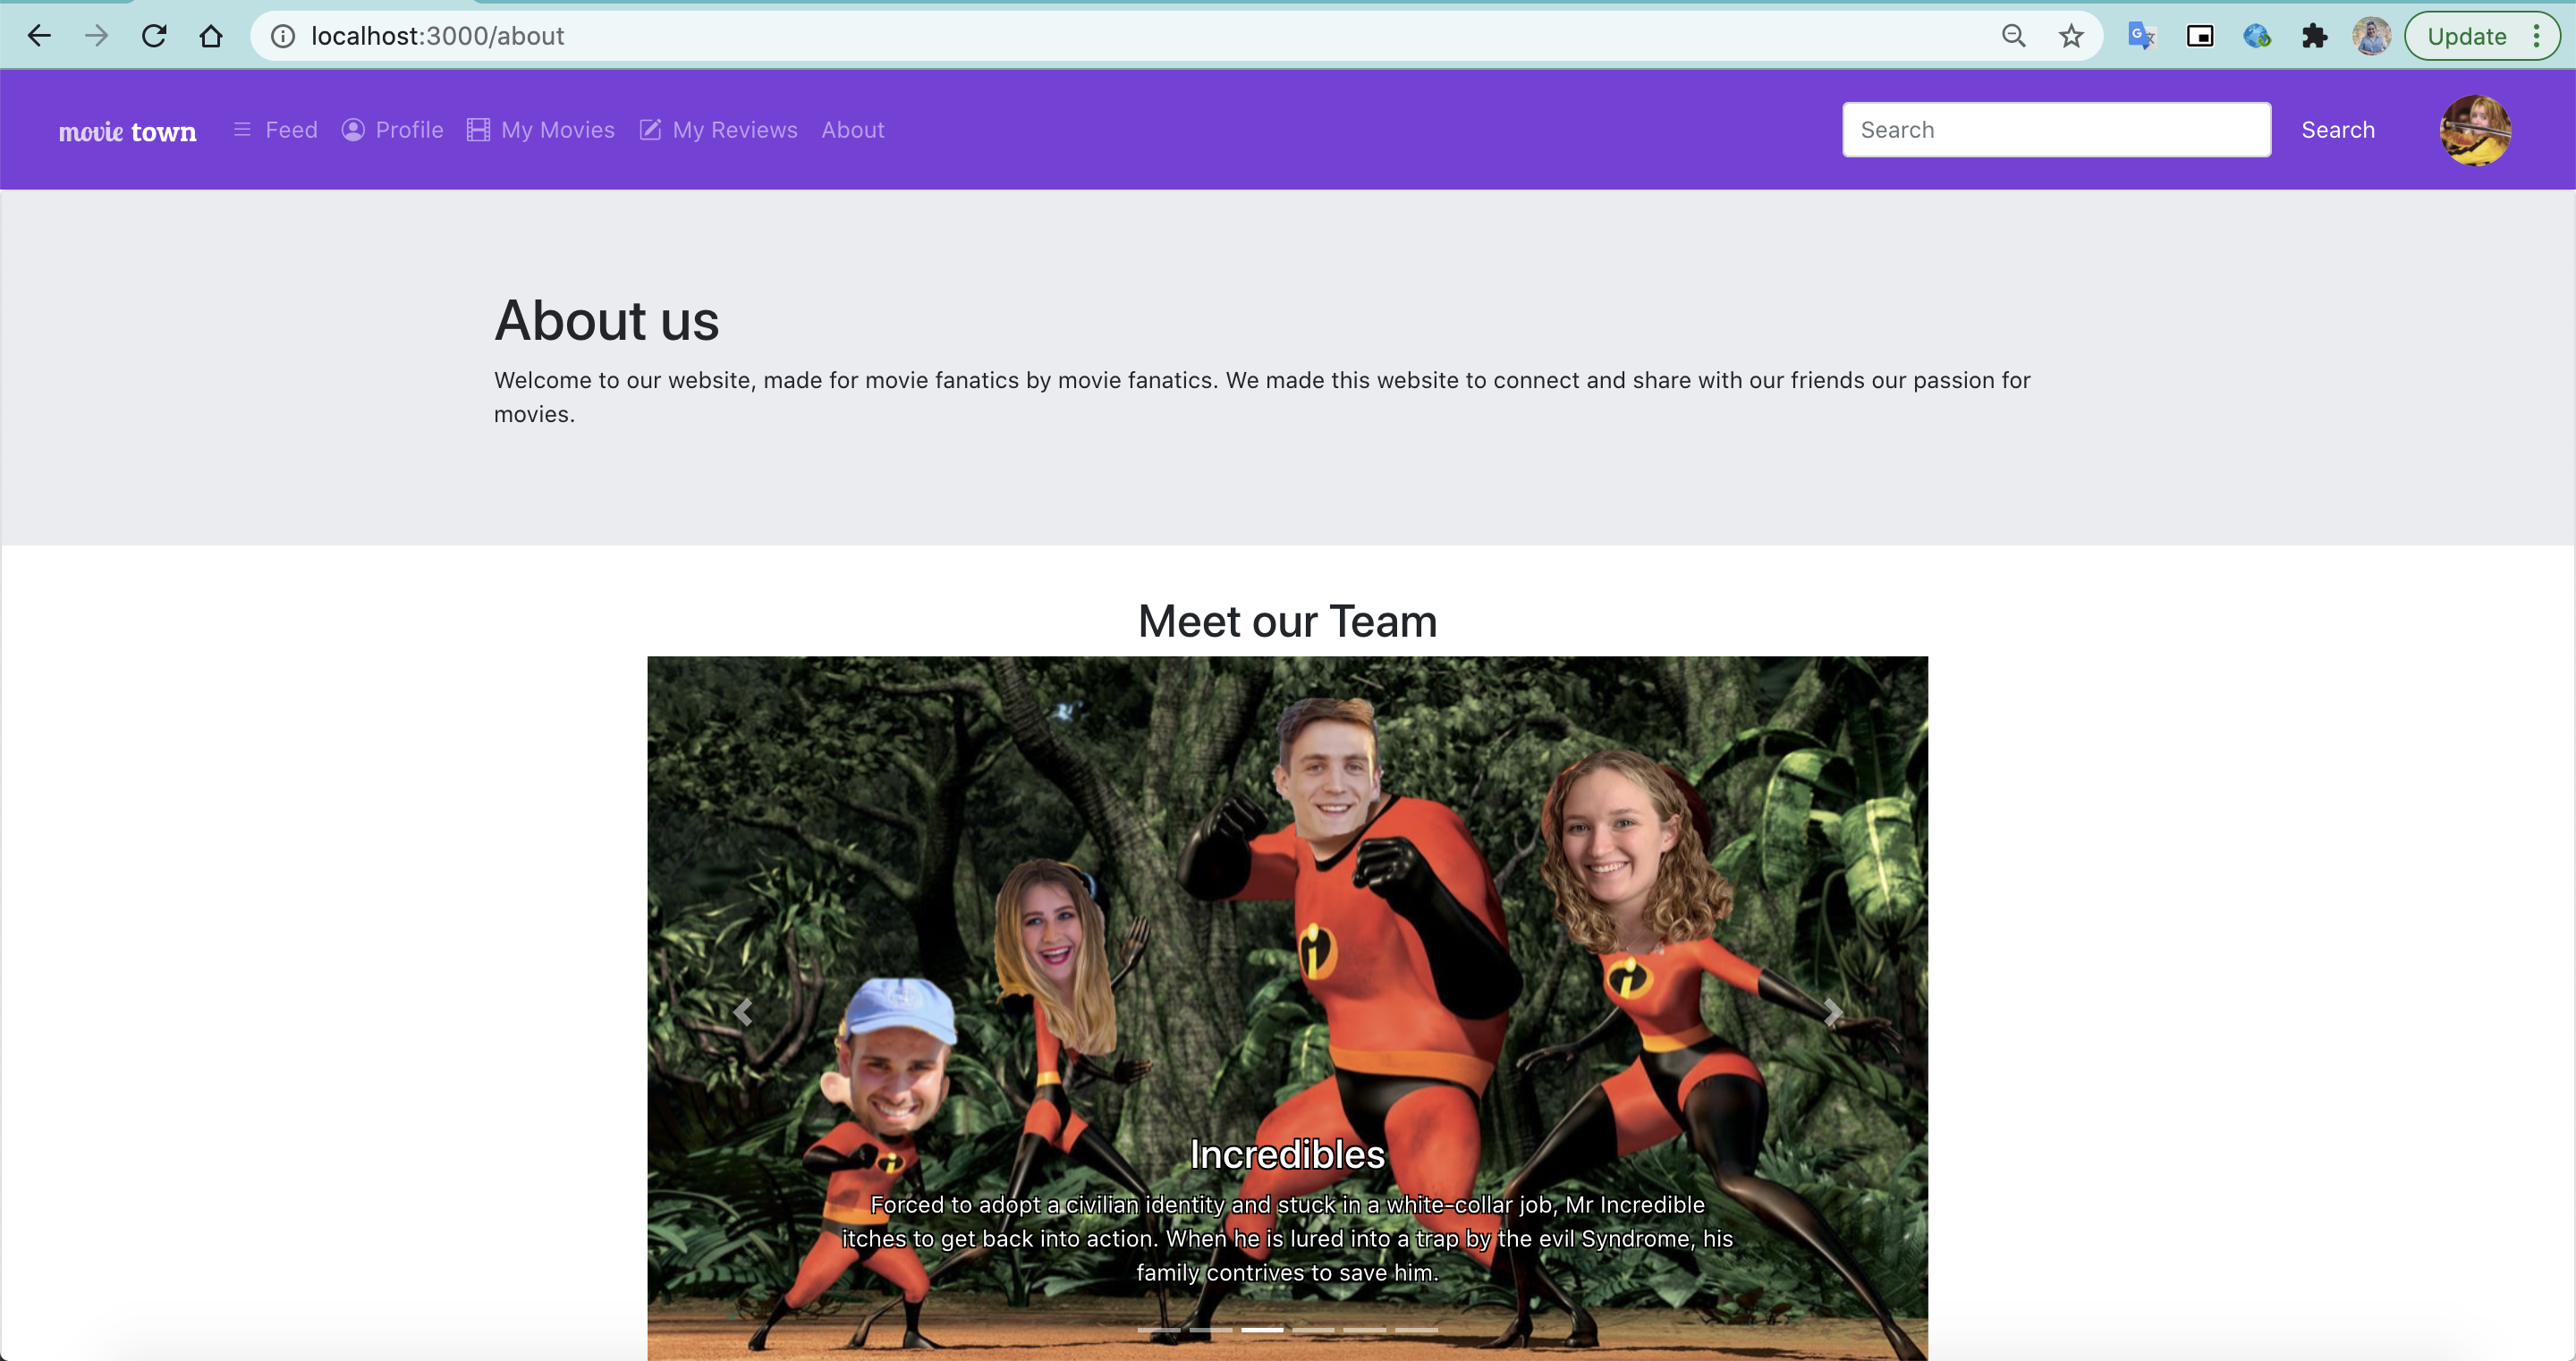 localhost:3000/about
Update
movie town
Feed
Profile
My Movies
My Reviews
About
Search
Search
About us
Welcome to our website, made for movie fanatics by movie fanatics. We made this website to connect and share with our friends our passion for
movies.
Meet our Team
Incredibles
Forced to adopt a civilian identity and stuck in a white-collar job, Mr Incredible
itches to get back into action. When he is lured into a trap by the evil Syndrome, his
family contrives to save him.